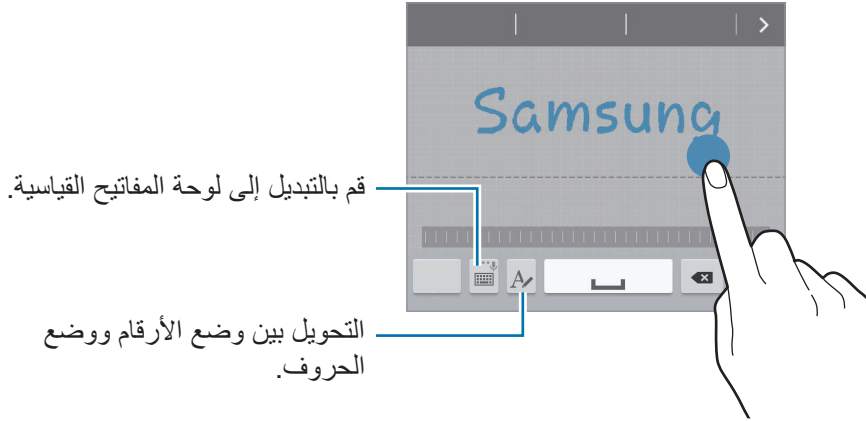 Samsung
قم بالتبديل إلى لوحة المفاتيح القياسية.
A
التحويل بين وضع الأرقام ووضع
الحروف.